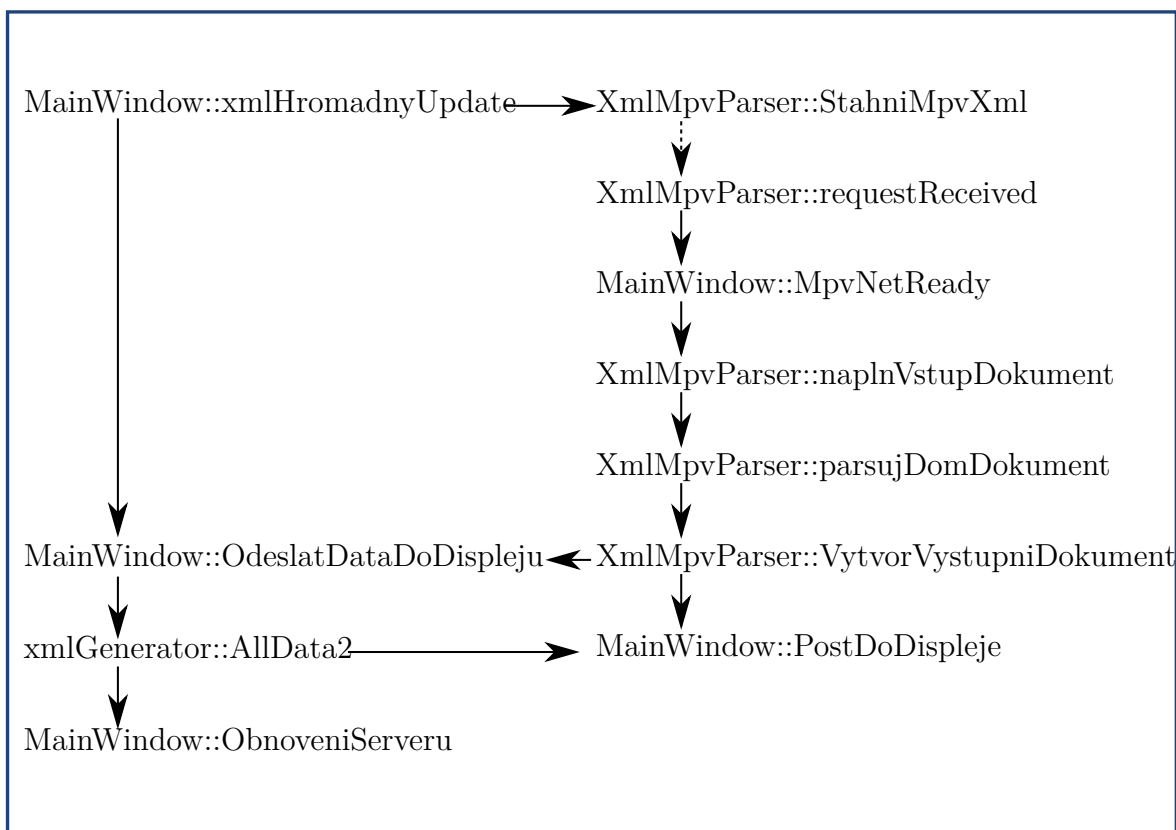 MainWindow::xmlHromadnyUpdate XmlMpvParser::StahniMpvXml
XmlMpvParser::requestReceived
MainWindow::MpvNetReady
XmlMpvParser::naplnVstupDokument
XmlMpvParser::parsujDomDokument
MainWindow::OdeslatDataDoDispleju XmlMpvParser::VytvorVystupniDokument
xmlGenerator::AllData2 MainWindow::PostDoDispleje
MainWindow::ObnoveniServeru